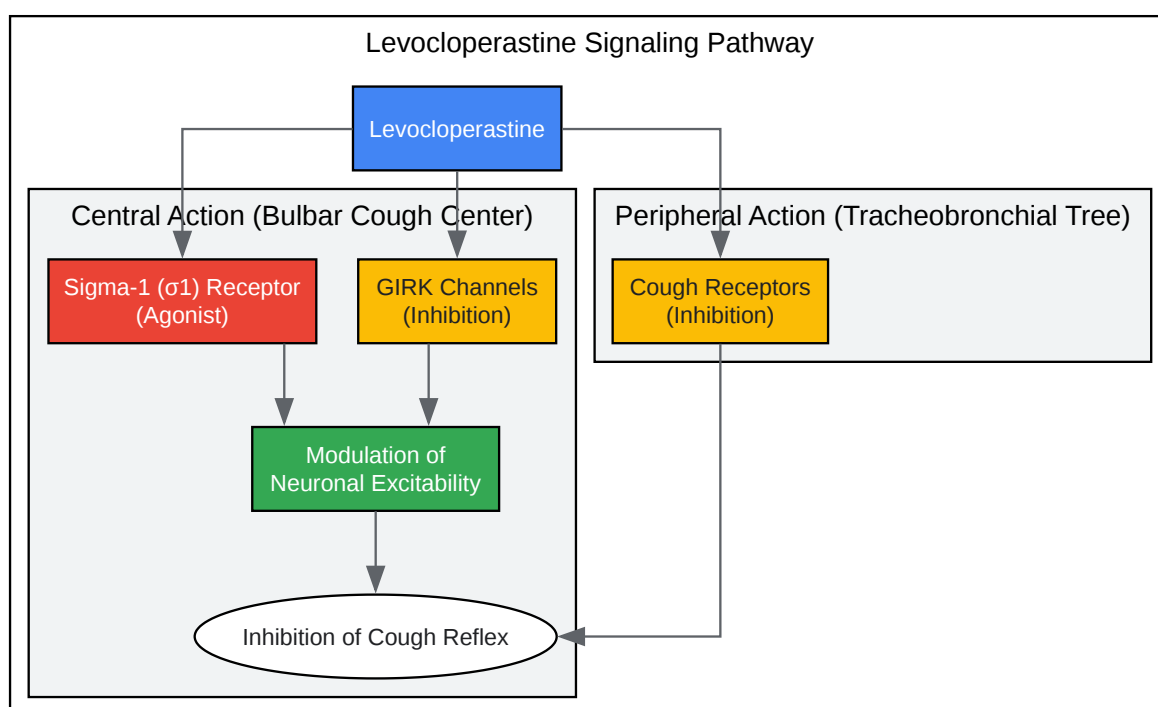 Levocloperastine Signaling Pathway
Levocloperastine
Central Action (Bulbar Cough Center)
Peripheral Action (Tracheobronchial Tree)
Sigma-1 (σ1) Receptor
(Agonist)
GIRK Channels
(Inhibition)
Cough Receptors
(Inhibition)
Modulation of
Neuronal Excitability
Inhibition of Cough Reflex